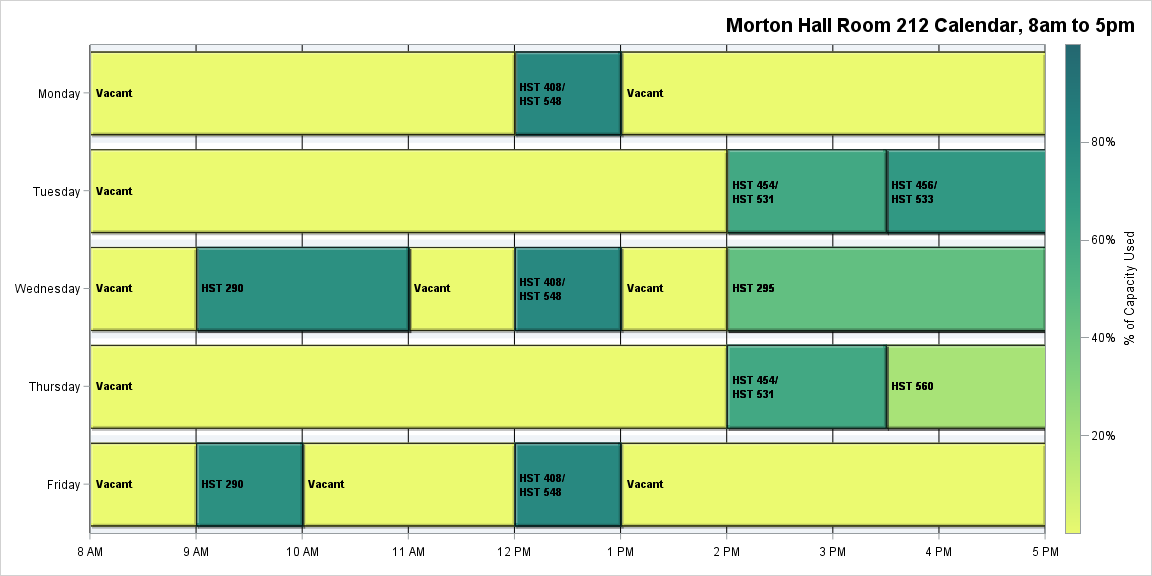 Morton Hall Room 212 Calendar, 8am to 5pm
Monday
Vacant
HST 408/
HST 548
Vacant
Tuesday
Vacant
HST 454/
HST 531
HST 456/
HST 533
Wednesday
Vacant
HST 290
Vacant
HST 408/
HST 548
Vacant
HST 295
Thursday
Vacant
HST 454/
HST 531
HST 560
Friday
Vacant
HST 290
Vacant
HST 408/
HST 548
Vacant
8 AM
9 AM
10 AM
11 AM
12 PM
1 PM
2 PM
3 PM
4 PM
5 PM
80%
60%
40%
20%
% of Capacity Used